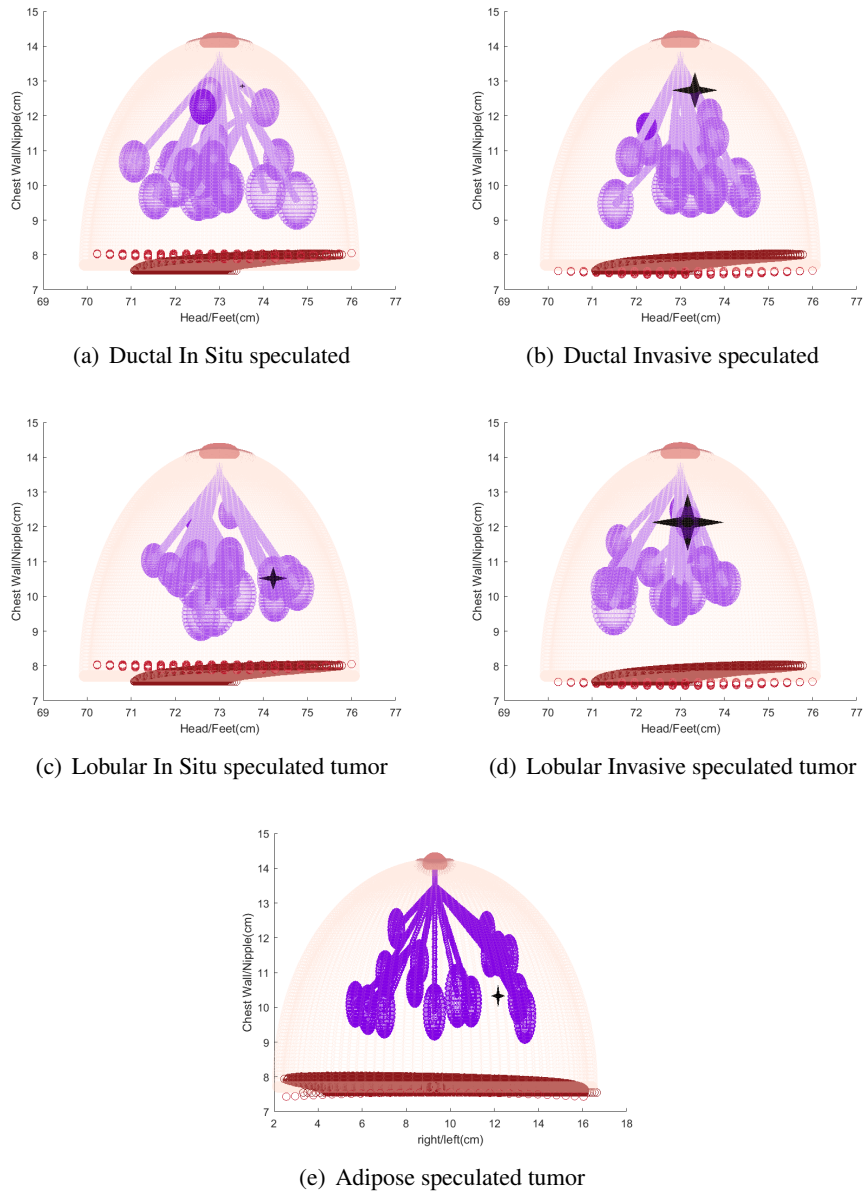 15
14
13
12
11
10
9
8
7
Chest Wall/Nipple(cm)
69 70 71 72 73 74 75 76 77
Head/Feet(cm)
(a) Ductal In Situ speculated
15
14
13
12
11
10
9
8
7
Chest Wall/Nipple(cm)
69 70 71 72 73 74 75 76 77
Head/Feet(cm)
(b) Ductal Invasive speculated
15
14
13
12
11
10
9
8
7
Chest Wall/Nipple(cm)
69 70 71 72 73 74 75 76 77
Head/Feet(cm)
(c) Lobular In Situ speculated tumor
15
14
13
12
11
10
9
8
7
Chest Wall/Nipple(cm)
69 70 71 72 73 74 75 76 77
Head/Feet(cm)
(d) Lobular Invasive speculated tumor
15
14
13
12
11
10
9
8
7
Chest Wall/Nipple(cm)
2 4 6 8 10 12 14 16 18
right/left(cm)
(e) Adipose speculated tumor